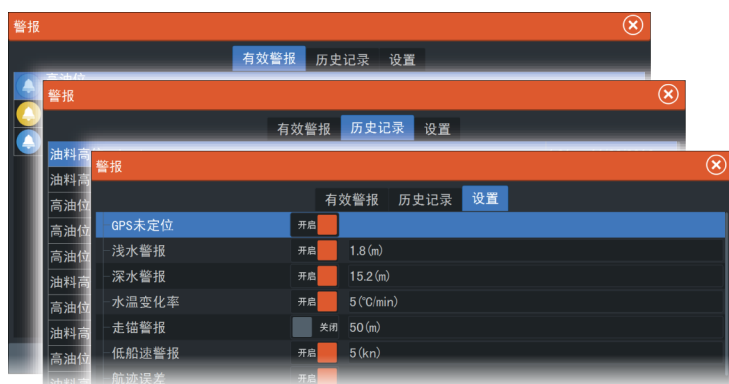 警报
有效警报 历史记录 设置
高油位
警报
有效警报 历史记录 设置
油料高
油料高
高油位
高油位
高油位
油料高
高油位
油料高
高油位
油料高
警报
有效警报 历史记录 设置
GPS未定位 开启
浅水警报 开启 1.8 (m)
深水警报 开启 15.2 (m)
水温变化率 开启 5 (°C/min)
走锚警报 关闭 50 (m)
低船速警报 开启 5 (kn)
航迹误差 开启